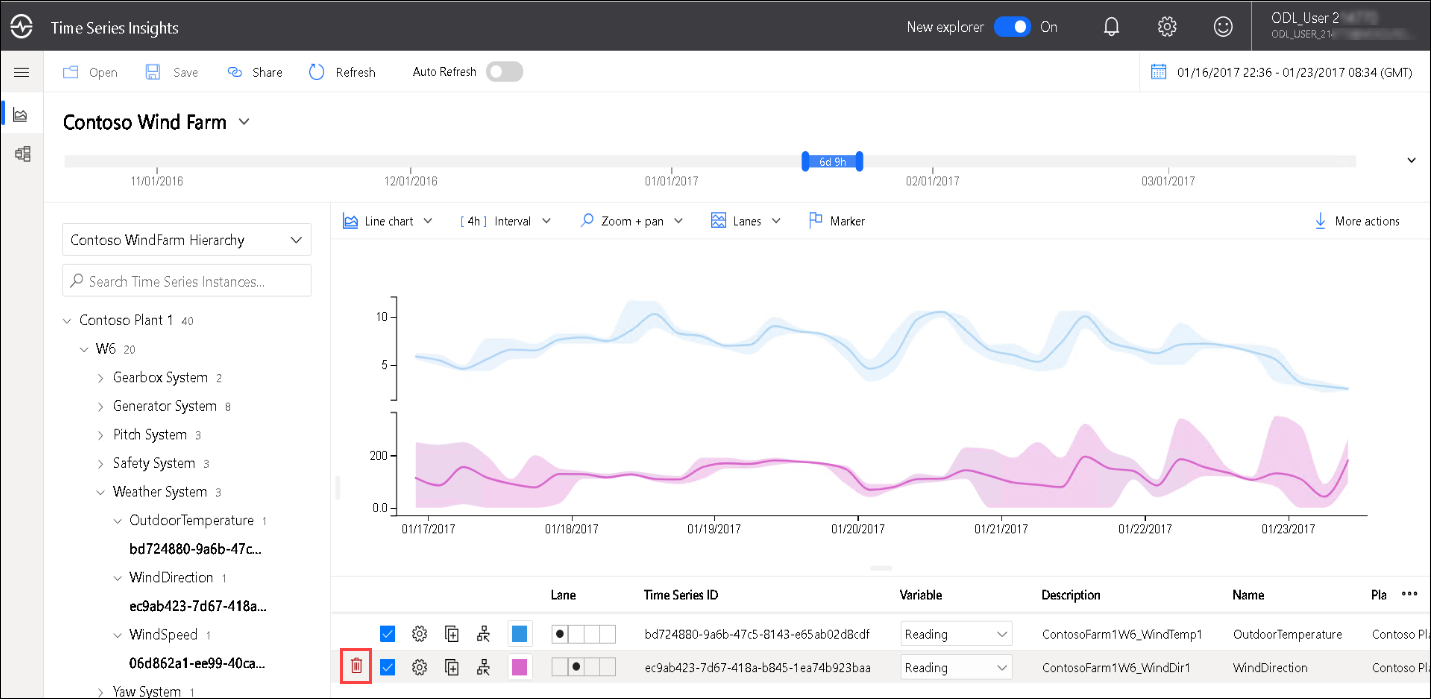 Time Series Insights
New explorer On
ODL_User 2
ODL_USER_21
Open Save Share Refresh Auto Refresh
01/16/2017 22:36 - 01/23/2017 08:34 (GMT)
Contoso Wind Farm
6d 9h
11/01/2016 12/01/2016 01/01/2017 02/01/2017 03/01/2017
Contoso WindFarm Hierarchy
Search Time Series Instances...
Contoso Plant 1 40
W6 20
Gearbox System 2
Generator System 8
Pitch System 3
Safety System 3
Weather System 3
OutdoorTemperature 1
bd724880-9a6b-47c...
WindDirection 1
ec9ab423-7d67-418a...
WindSpeed 1
06d862a1-ee99-40ca...
Yaw System 1
Line chart [ 4h ] Interval Zoom + pan Lanes Marker More actions
10
5
200
0.0
01/17/2017 01/18/2017 01/19/2017 01/20/2017 01/21/2017 01/22/2017 01/23/2017
Lane Time Series ID Variable Description Name Pla •••
bd724880-9a6b-47c5-8143-e65ab02d8cdf Reading ContosoFarm1W6_WindTemp1 OutdoorTemperature Contoso Pl
ec9ab423-7d67-418a-b845-1ea74b923baa Reading ContosoFarm1W6_WindDir1 WindDirection Contoso Pl